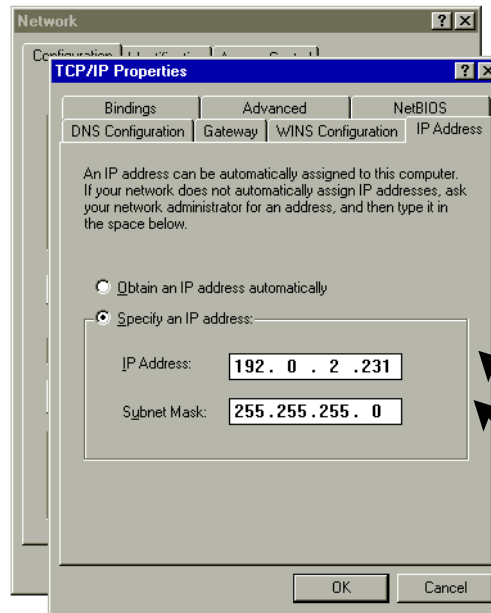 Network
Configuration
TCP/IP Properties
Bindings Advanced NetBIOS
DNS Configuration Gateway WINS Configuration IP Address
An IP address can be automatically assigned to this computer.
If your network does not automatically assign IP addresses, ask
your network administrator for an address, and then type it in
the space below.
Obtain an IP address automatically
Specify an IP address:
IP Address: 192. 0 . 2 .231
Subnet Mask: 255.255.255. 0
OK Cancel